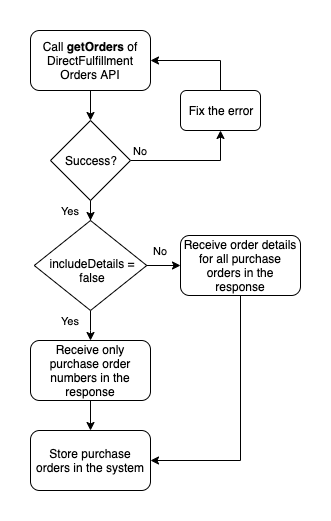 Call getOrders of
DirectFulfillment
Orders API
Fix the error
Success?
No
Yes
includeDetails =
false
No
Receive order details
for all purchase
orders in the
response
Yes
Receive only
purchase order
numbers in the
response
Store purchase
orders in the system